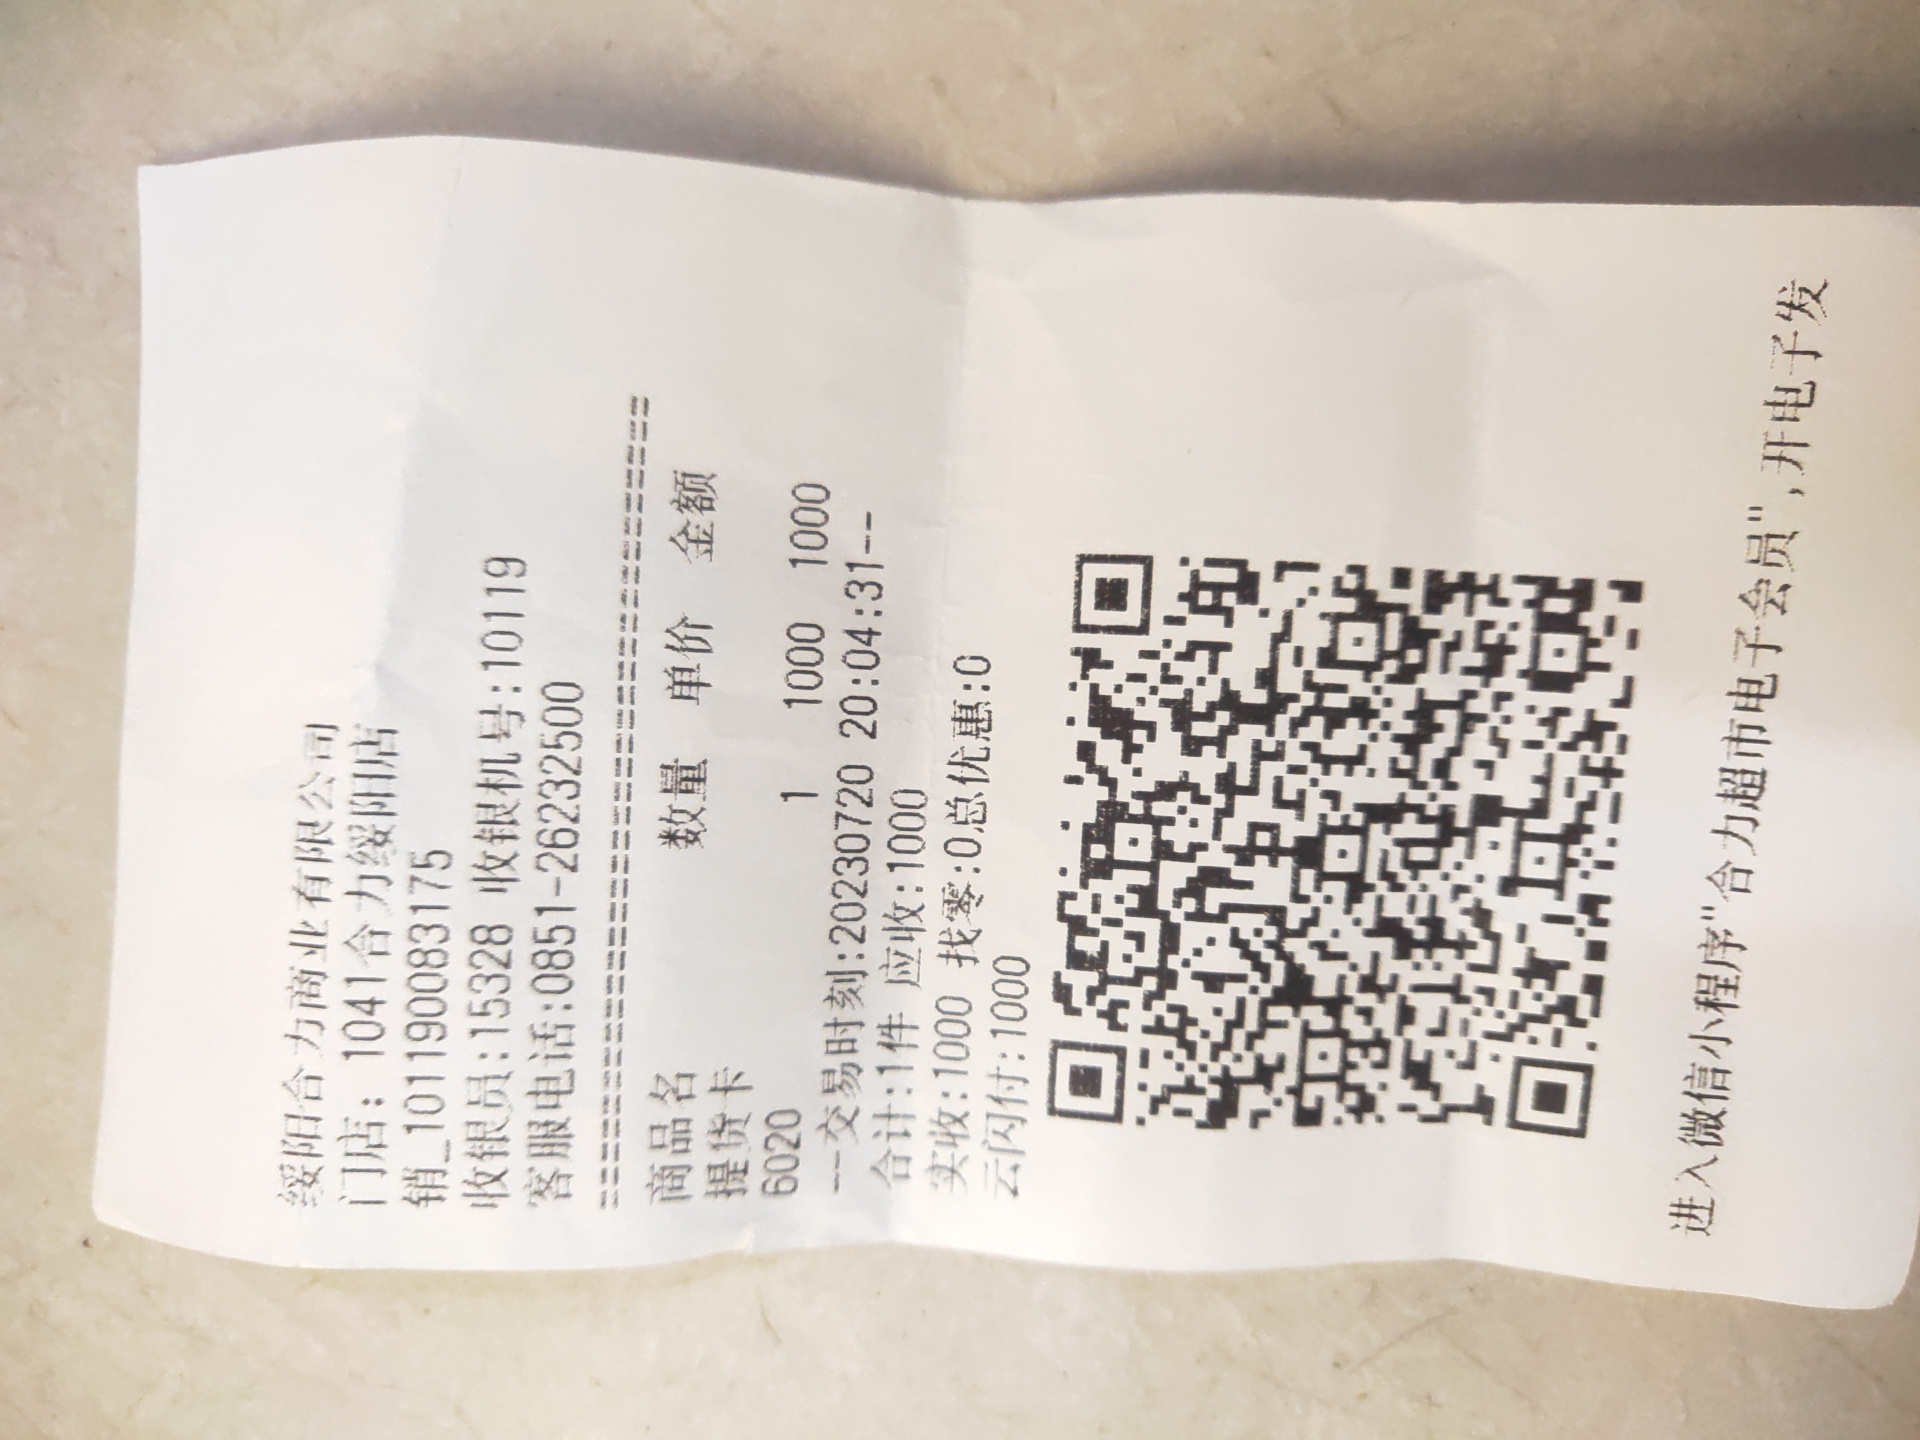 绥阳合力商业有限公司
门店：1041合力绥阳店
销_101190083175
收银员:15328 收银机号:10119
客服电话:0851-26232500
==========================================
商品名 数量 单价 金额
提货卡
6020 1 1000 1000
--交易时刻:20230720 20:04:31--
合计:1件 应收:1000
实收:1000 找零:0总优惠:0
云闪付:1000
进入微信小程序"合力超市电子会员",开电子发